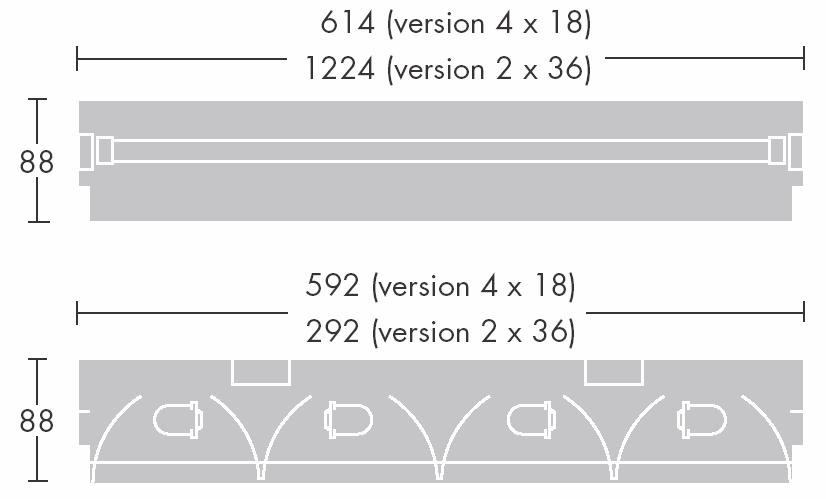 614 (version 4 x 18)
1224 (version 2 x 36)
88
592 (version 4 x 18)
292 (version 2 x 36)
88